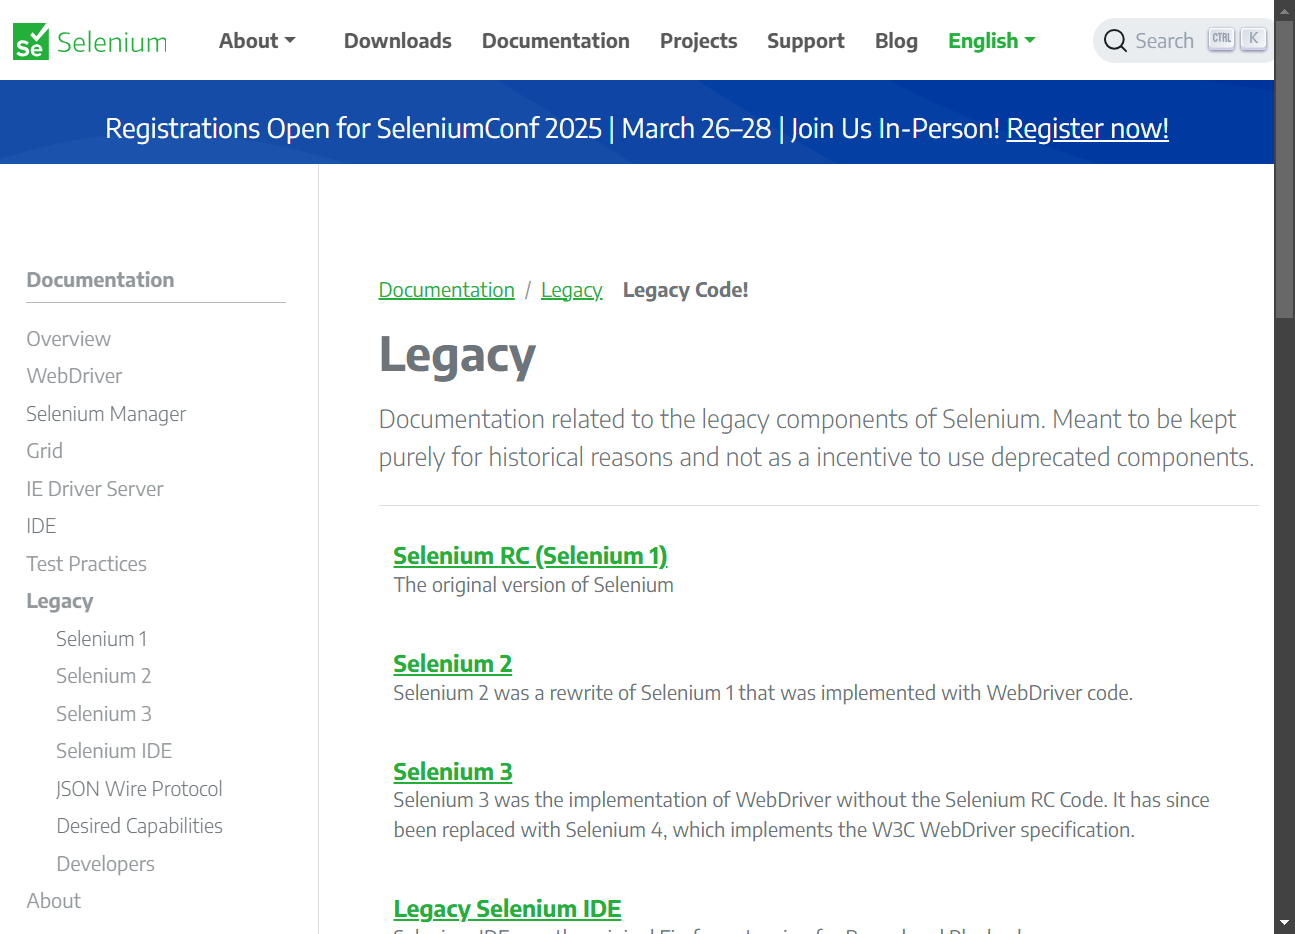 Se Selenium
About
Downloads
Documentation
Projects
Support
Blog
English
Search
CTRL
K
Registrations Open for SeleniumConf 2025 | March 26–28 | Join Us In-Person! Register now!
Documentation
Overview
WebDriver
Selenium Manager
Grid
IE Driver Server
IDE
Test Practices
Legacy
Selenium 1
Selenium 2
Selenium 3
Selenium IDE
JSON Wire Protocol
Desired Capabilities
Developers
About
Documentation / Legacy Legacy Code!
Legacy
Documentation related to the legacy components of Selenium. Meant to be kept
purely for historical reasons and not as a incentive to use deprecated components.
Selenium RC (Selenium 1)
The original version of Selenium
Selenium 2
Selenium 2 was a rewrite of Selenium 1 that was implemented with WebDriver code.
Selenium 3
Selenium 3 was the implementation of WebDriver without the Selenium RC Code. It has since
been replaced with Selenium 4, which implements the W3C WebDriver specification.
Legacy Selenium IDE